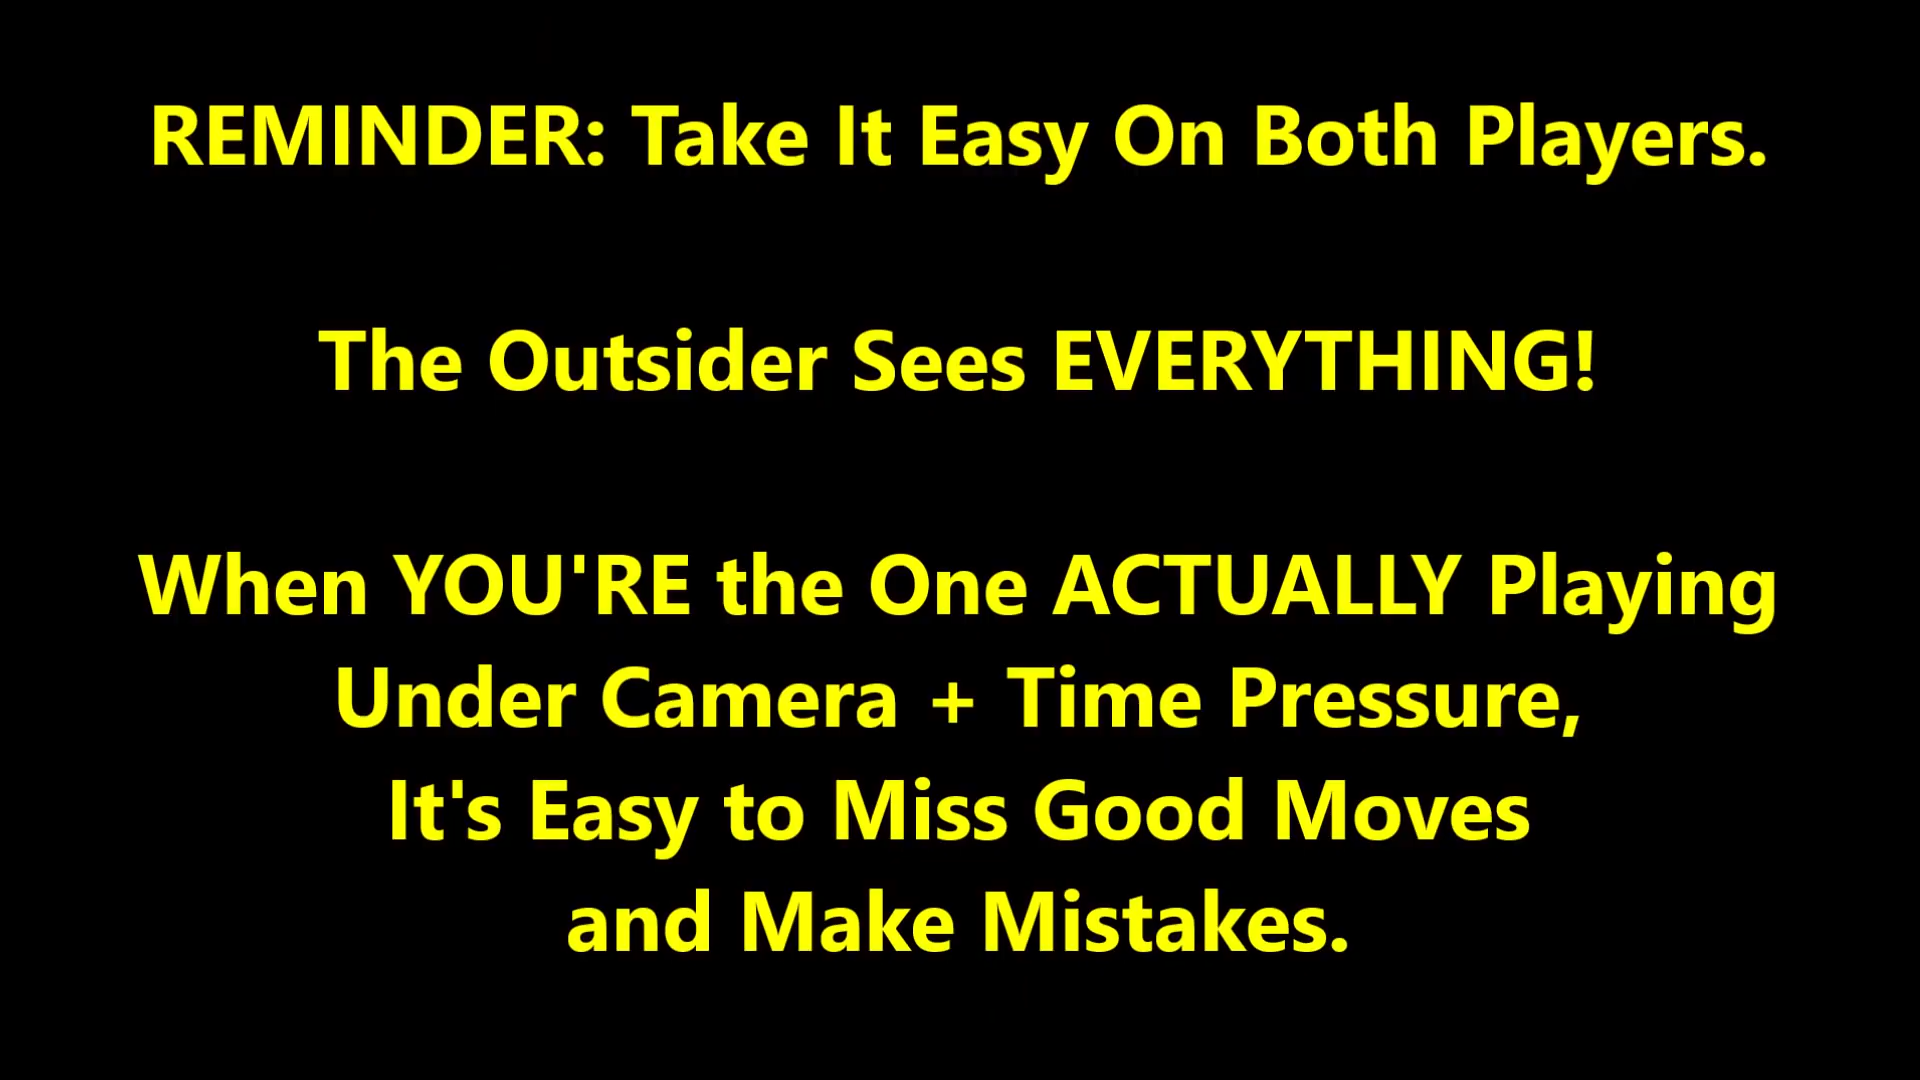 REMINDER: Take It Easy On Both Players.
The Outsider Sees EVERYTHING!
When YOU'RE the One ACTUALLY Playing
Under Camera + Time Pressure,
It's Easy to Miss Good Moves
and Make Mistakes.